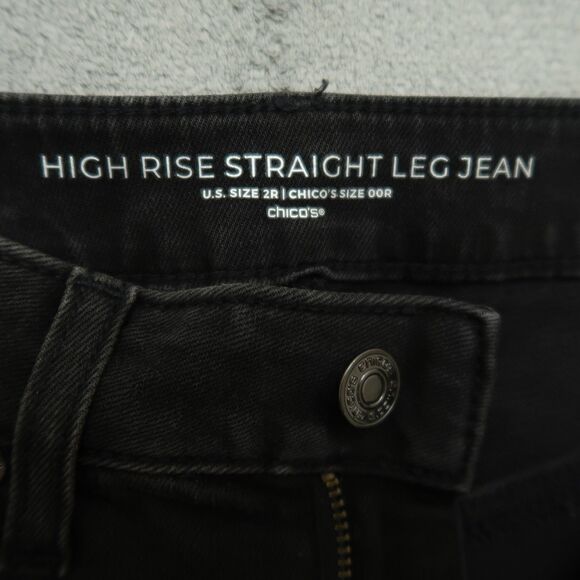 HIGH RISE STRAIGHT LEG JEAN
U.S. SIZE 2R | CHICO'S SIZE 00R
chico's®